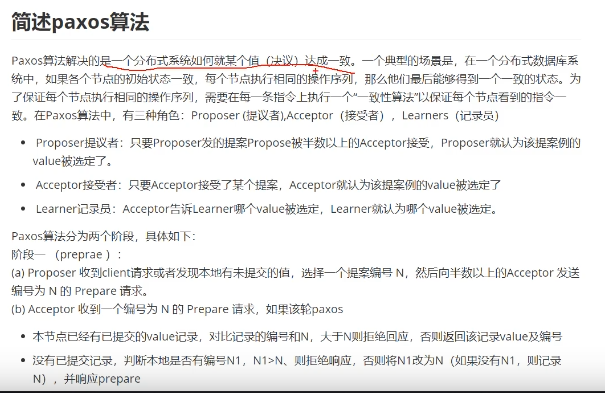 简述paxos算法
Paxos算法解决的是一个分布式系统如何就某个值（决议）达成一致。一个典型的场景是，在一个分布式数据库系
统中，如果各个节点的初始状态一致，每个节点执行相同的操作序列，那么他们最后能够得到一个一致的状态。为
了保证每个节点执行相同的操作序列，需要在每一条指令上执行一个“一致性算法”以保证每个节点看到的指令一
致。在Paxos算法中，有三种角色：Proposer (提议者),Acceptor（接受者），Learners（记录员）
• Proposer提议者：只要Proposer发的提案Propose被半数以上的Acceptor接受，Proposer就认为该提案例的
value被选定了。
• Acceptor接受者：只要Acceptor接受了某个提案，Acceptor就认为该提案例的value被选定了
• Learner记录员：Acceptor告诉Learner哪个value被选定，Learner就认为哪个value被选定。
Paxos算法分为两个阶段，具体如下：
阶段一 （preprae ）：
(a) Proposer 收到client请求或者发现本地有未提交的值，选择一个提案编号 N，然后向半数以上的Acceptor 发送
编号为 N 的 Prepare 请求。
(b) Acceptor 收到一个编号为 N 的 Prepare 请求，如果该轮paxos
• 本节点已经有已提交的value记录，对比记录的编号和N，大于N则拒绝回应，否则返回该记录value及编号
• 没有已提交记录，判断本地是否有编号N1，N1>N、则拒绝响应，否则将N1改为N（如果没有N1，则记录
N），并响应prepare